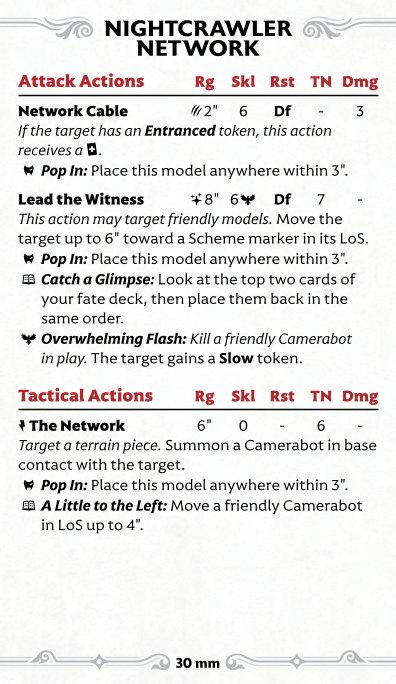 NIGHTCRAWLER
NETWORK
Attack Actions Rg Skl Rst TN Dmg
Network Cable 2" 6 Df - 3
If the target has an Entranced token, this action
receives a +.
Pop In: Place this model anywhere within 3".
Lead the Witness 8" 6 Df 7 -
This action may target friendly models. Move the
target up to 6" toward a Scheme marker in its LoS.
Pop In: Place this model anywhere within 3".
Catch a Glimpse: Look at the top two cards of
your fate deck, then place them back in the
same order.
Overwhelming Flash: Kill a friendly Camerabot
in play. The target gains a Slow token.
Tactical Actions Rg Skl Rst TN Dmg
The Network 6" 0 - 6 -
Target a terrain piece. Summon a Camerabot in base
contact with the target.
Pop In: Place this model anywhere within 3".
A Little to the Left: Move a friendly Camerabot
in LoS up to 4".
30 mm